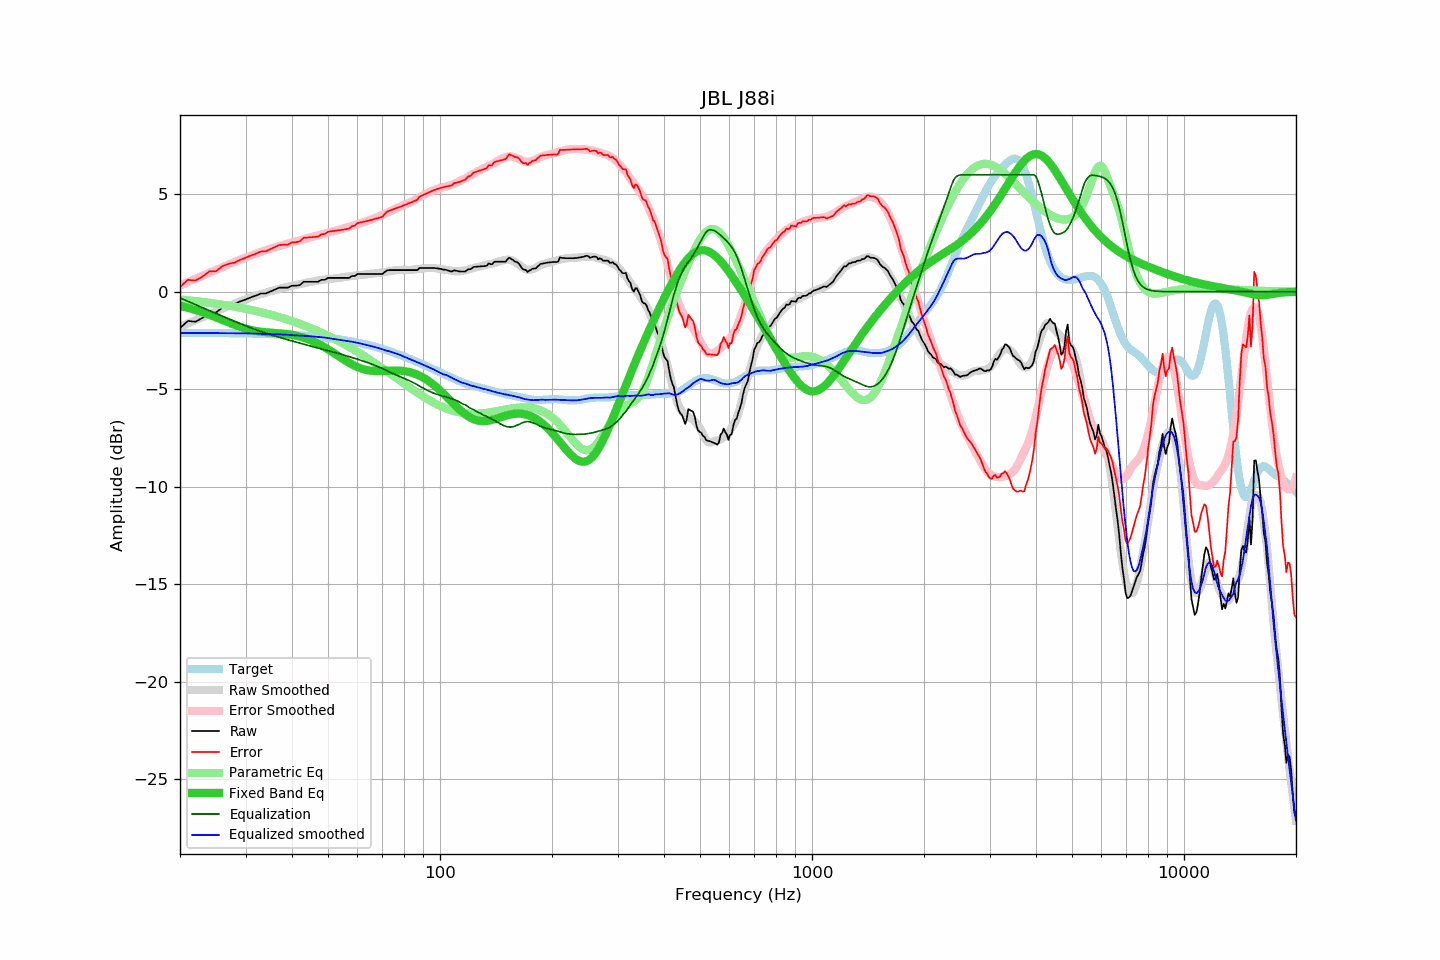 JBL J88i
Amplitude (dBr)
5
0
−5
−10
−15
−20
−25
Target
Raw Smoothed
Error Smoothed
Raw
Error
Parametric Eq
Fixed Band Eq
Equalization
Equalized smoothed
100 1000 10000
Frequency (Hz)